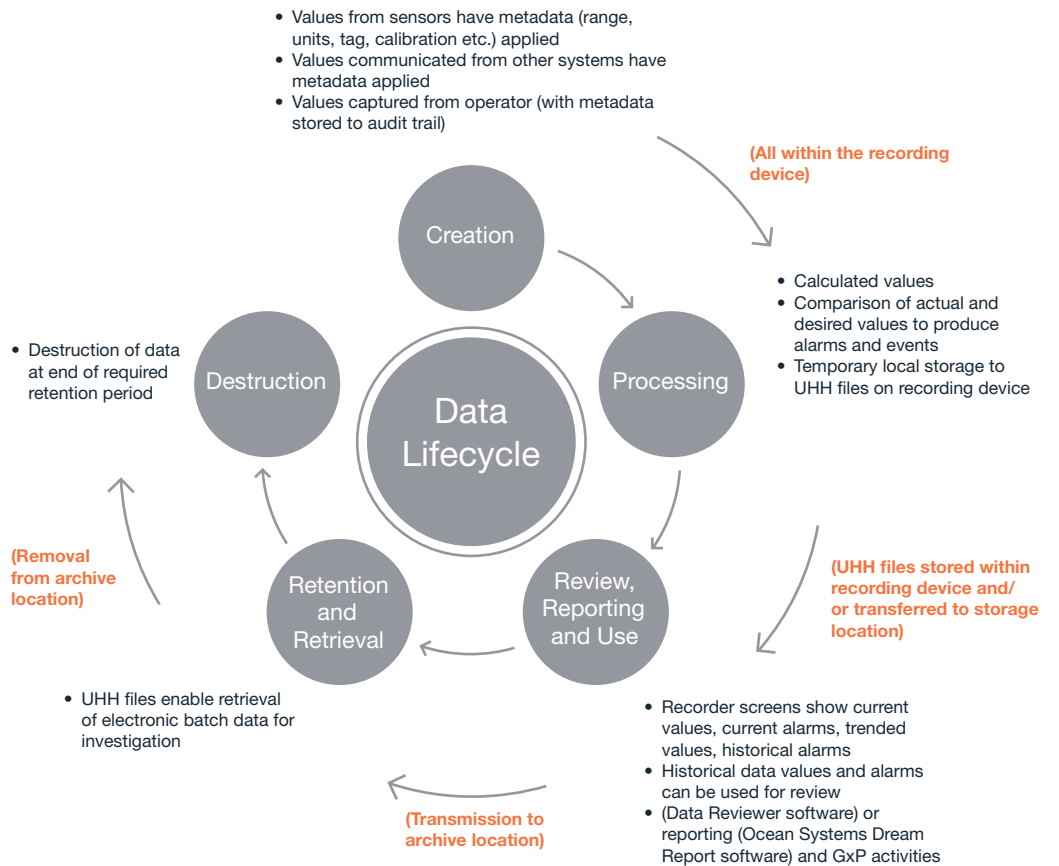 • Values from sensors have metadata (range,
units, tag, calibration etc.) applied
• Values communicated from other systems have
metadata applied
• Values captured from operator (with metadata
stored to audit trail)
(All within the recording
device)
Creation
• Calculated values
• Comparison of actual and
desired values to produce
alarms and events
• Temporary local storage to
UHH files on recording device
Processing
Data
Lifecycle
Destruction
• Destruction of data
at end of required
retention period
(UHH files stored within
recording device and/
or transferred to storage
location)
Review,
Reporting
and Use
• Recorder screens show current
values, current alarms, trended
values, historical alarms
• Historical data values and alarms
can be used for review
• (Data Reviewer software) or
reporting (Ocean Systems Dream
Report software) and GxP activities
(Transmission to
archive location)
Retention
and
Retrieval
• UHH files enable retrieval
of electronic batch data for
investigation
(Removal
from archive
location)